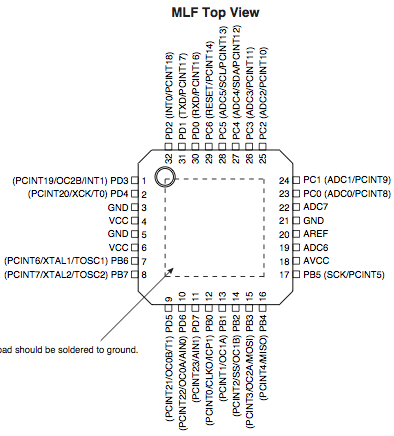 MLF Top View
32 PD2 (INT0/PCINT18)
31 PD1 (TXD/PCINT17)
30 PD0 (RXD/PCINT16)
29 PC6 (RESET/PCINT14)
28 PC5 (ADC5/SCL/PCINT13)
27 PC4 (ADC4/SDA/PCINT12)
26 PC3 (ADC3/PCINT11)
25 PC2 (ADC2/PCINT10)
(PCINT19/OC2B/INT1) PD3 1
(PCINT20/XCK/T0) PD4 2
GND 3
VCC 4
GND 5
VCC 6
(PCINT6/XTAL1/TOSC1) PB6 7
(PCINT7/XTAL2/TOSC2) PB7 8
24 PC1 (ADC1/PCINT9)
23 PC0 (ADC0/PCINT8)
22 ADC7
21 GND
20 AREF
19 ADC6
18 AVCC
17 PB5 (SCK/PCINT5)
(PCINT21/OC0B/T1) PD5 9
(PCINT22/OC0A/AIN0) PD6 10
(PCINT23/AIN1) PD7 11
(PCINT0/CLKO/ICP1) PB0 12
(PCINT1/OC1A) PB1 13
(PCINT2/SS/OC1B) PB2 14
(PCINT3/OC2A/MOSI) PB3 15
(PCINT4/MISO) PB4 16
pad should be soldered to ground.